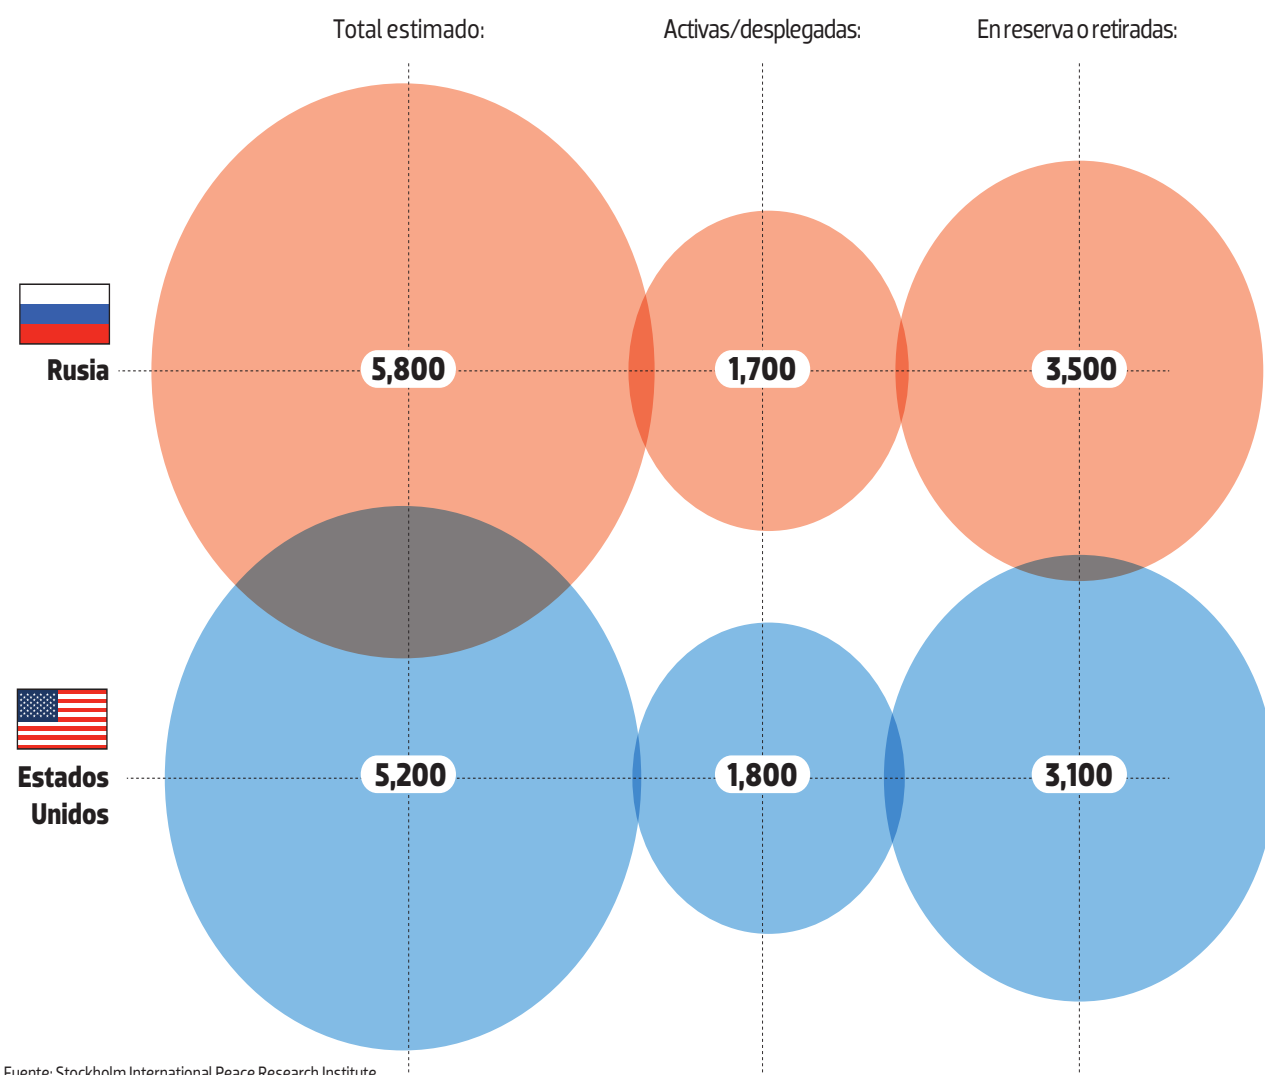 Total estimado:
Activas/desplegadas:
En reserva o retiradas:
Rusia
5,800
1,700
3,500
Estados
Unidos
5,200
1,800
3,100
Fuente: Stockholm International Peace Research Institute